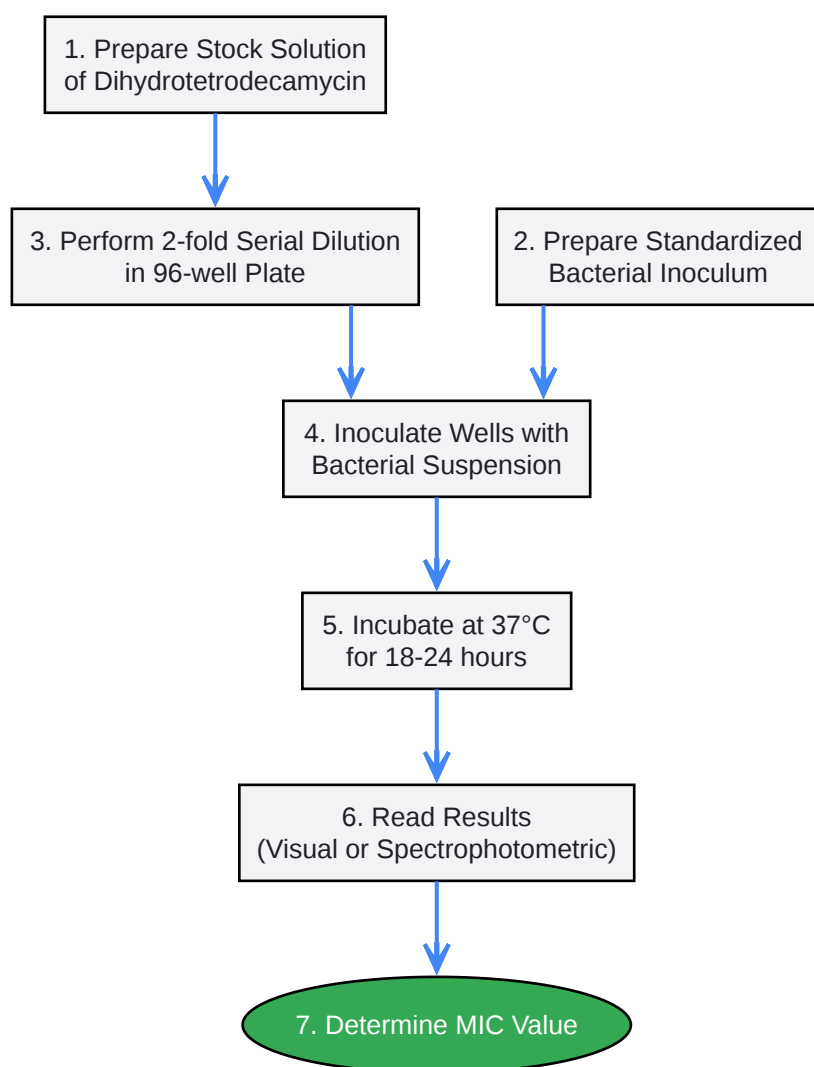 1. Prepare Stock Solution
of Dihydrotetrodecamycin
3. Perform 2-fold Serial Dilution
in 96-well Plate
2. Prepare Standardized
Bacterial Inoculum
4. Inoculate Wells with
Bacterial Suspension
5. Incubate at 37°C
for 18-24 hours
6. Read Results
(Visual or Spectrophotometric)
7. Determine MIC Value